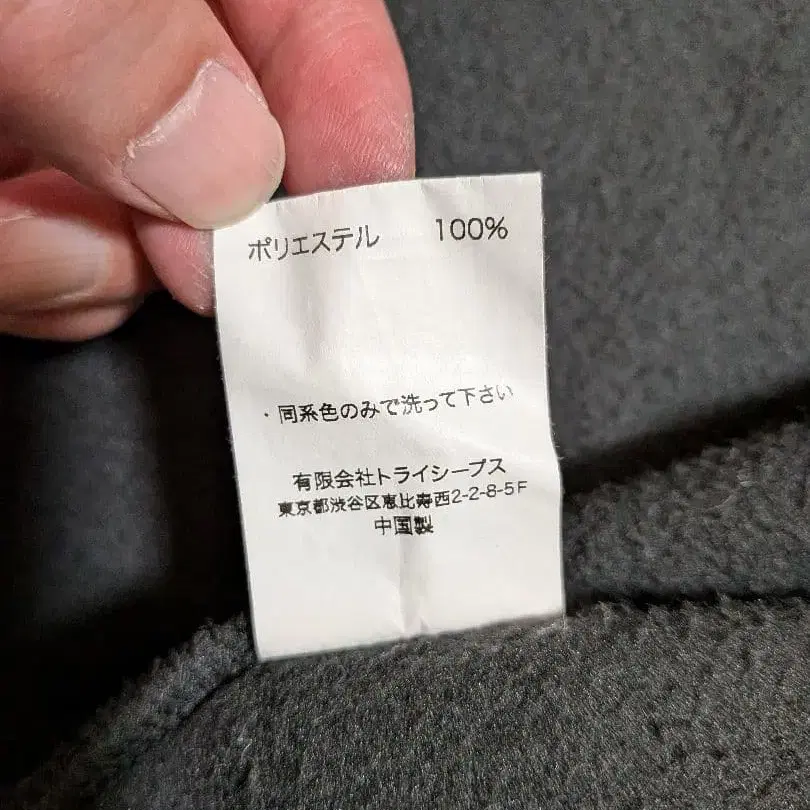 ポリエステル 100%
・同系色のみで洗って下さい
有限会社トライシープス
東京都渋谷区恵比寿西2-2-8-5F
中国製